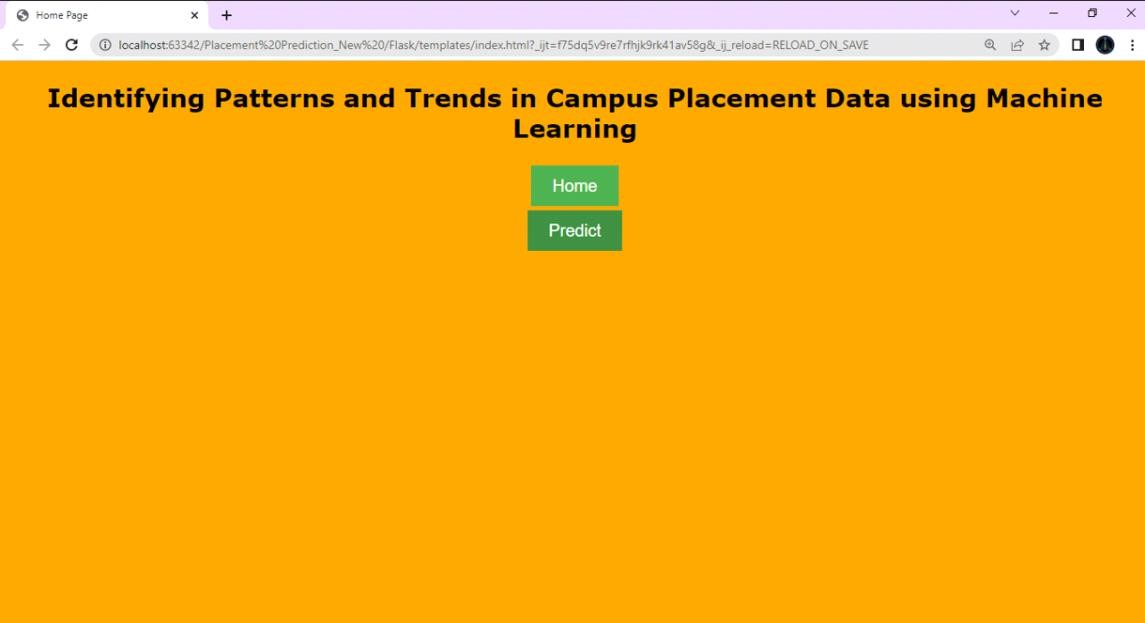 Home Page
localhost:63342/Placement%20Prediction_New%20/Flask/templates/index.html?_ijt=f75dq5v9re7rfhjk9rk41av58g&_ij_reload=RELOAD_ON_SAVE
Identifying Patterns and Trends in Campus Placement Data using Machine
Learning
Home
Predict